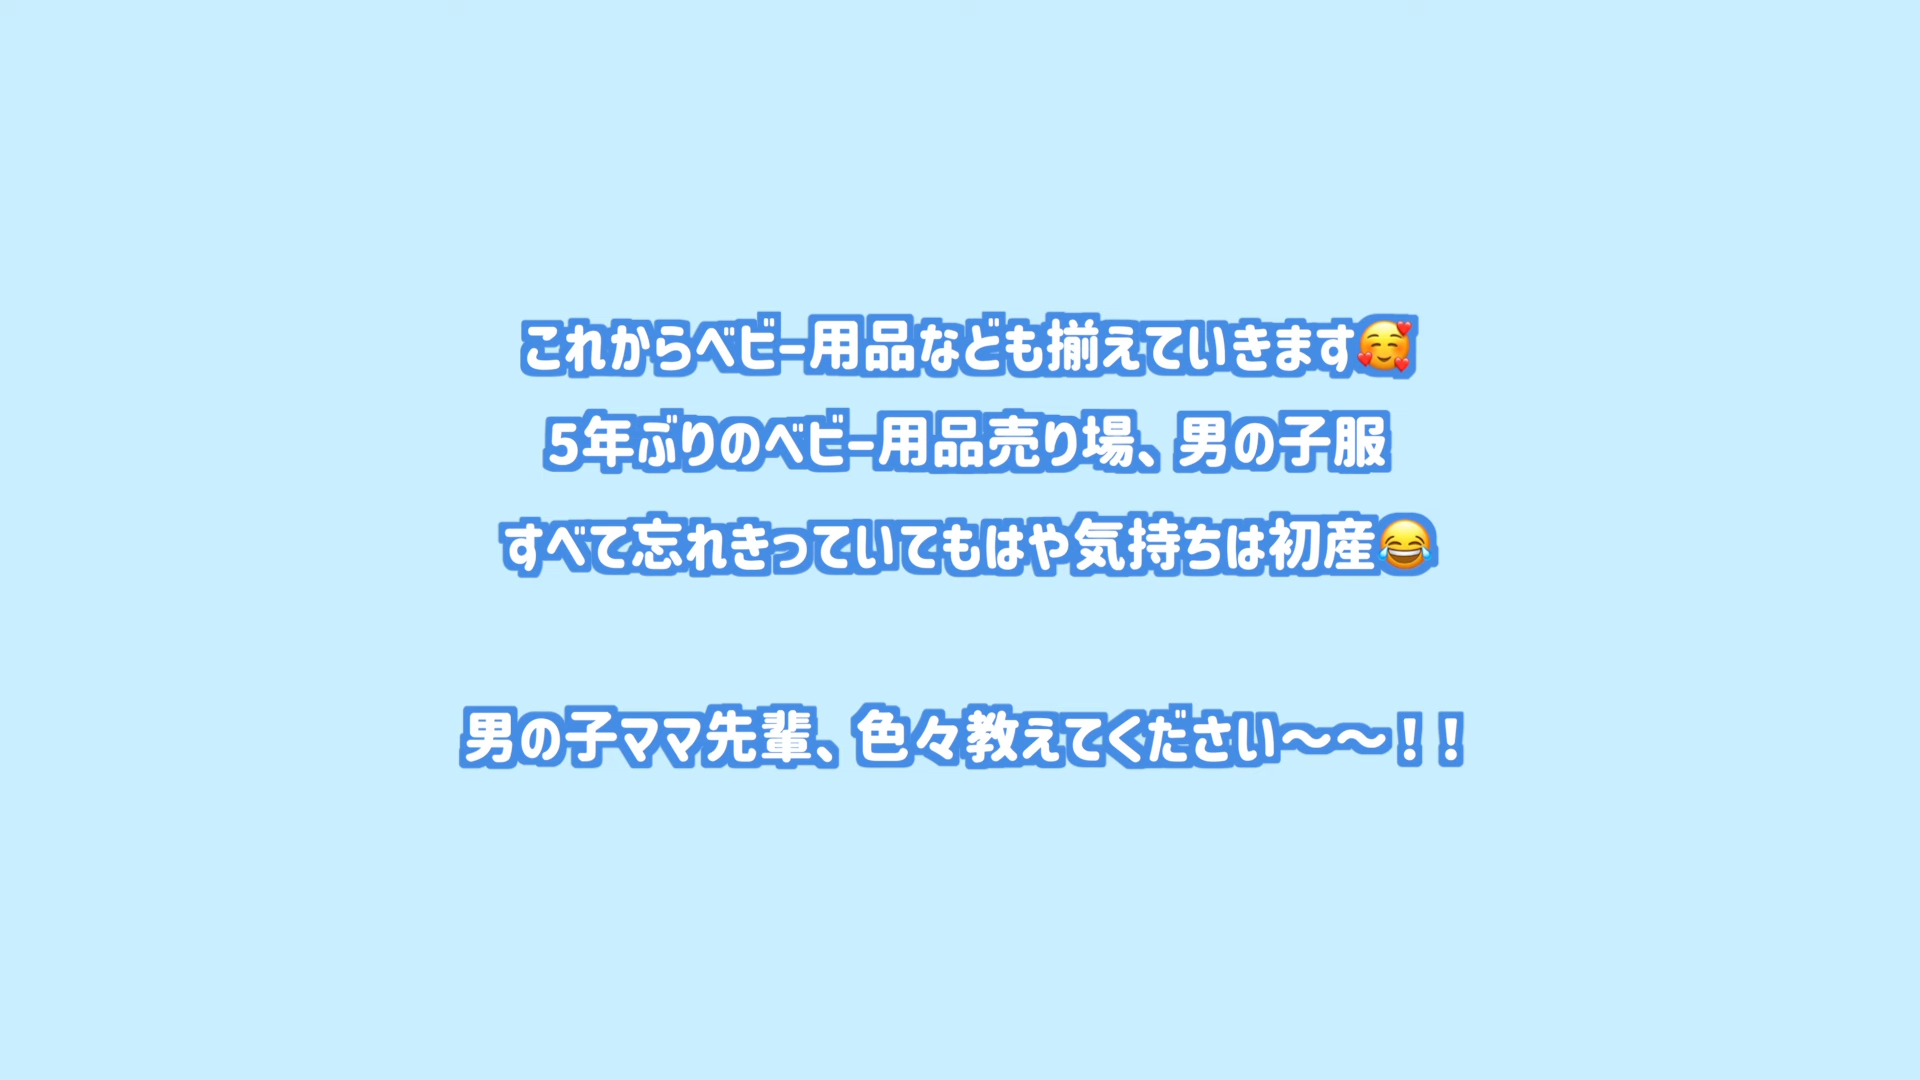 これからベビー用品なども揃えていきます🥰
5年ぶりのベビー用品売り場、男の子服
すべて忘れきっていてもはや気持ちは初産😂
男の子ママ先輩、色々教えてください〜〜！！